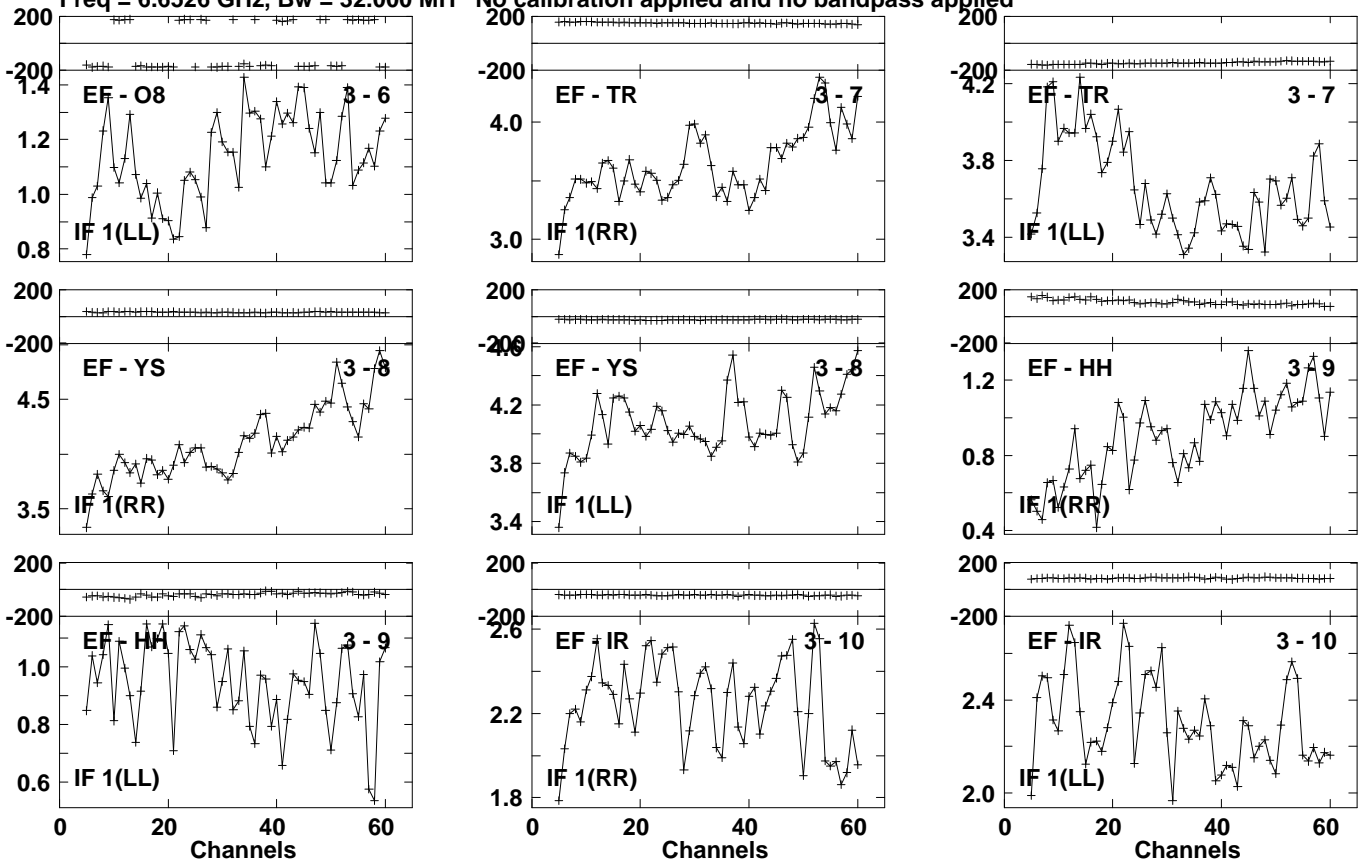 Freq = 6.6526 GHz, Bw = 32.000 MH No calibration applied and no bandpass applied
200
-200
1.4
1.2
1.0
0.8
EF - O8
3 - 6
IF 1(LL)
200
-200
4.0
3.0
EF - TR
3 - 7
IF 1(RR)
200
-200
4.2
3.8
3.4
EF - TR
3 - 7
IF 1(LL)
200
-200
4.5
3.5
EF - YS
3 - 8
IF 1(RR)
200
-200
4.6
4.2
3.8
3.4
EF - YS
3 - 8
IF 1(LL)
200
-200
1.2
0.8
0.4
EF - HH
3 - 9
IF 1(RR)
200
-200
1.0
0.8
0.6
EF - HH
3 - 9
IF 1(LL)
0 20 40 60
Channels
200
-200
2.6
2.2
1.8
EF - IR
3 - 10
IF 1(RR)
0 20 40 60
Channels
200
-200
2.4
2.0
EF - IR
3 - 10
IF 1(LL)
0 20 40 60
Channels